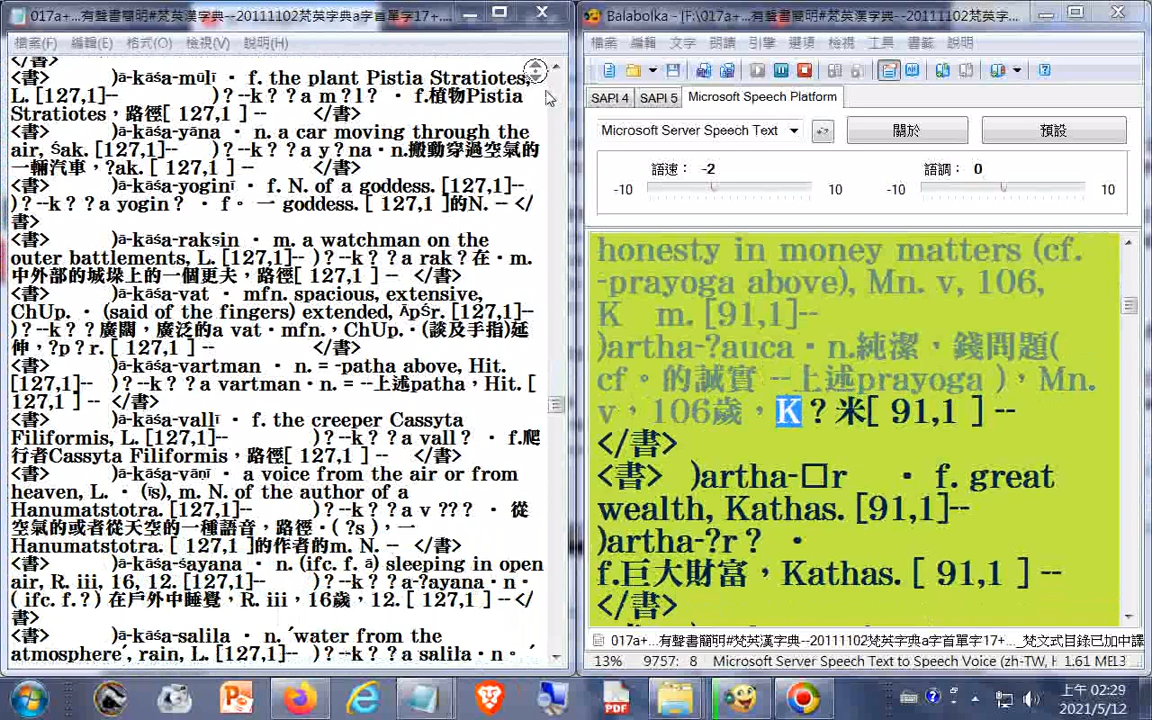 017a+...有聲書簡明#梵英漢字典--20111102梵英字典a字首單字17+...
檔案(F) 編輯(E) 格式(O) 檢視(V) 說明(H)
</書>
<書> )ā-kāśa-mūlī ‧ f. the plant Pistia Stratiotes,
L. [127,1]-- )？--k？？a m？l？ ‧ f.植物Pistia
Stratiotes，路徑[ 127,1 ] -- </書>
<書> )ā-kāśa-yāna ‧ n. a car moving through the
air, Śak. [127,1]-- )？--k？？a y？na‧n.搬動穿過空氣的
一輛汽車，?ak. [ 127,1 ] -- </書>
<書> )ā-kāśa-yoginī ‧ f. N. of a goddess. [127,1]--
)？--k？？a yogin？ ‧ f。一 goddess. [ 127,1 ]的N. -- </
書>
<書> )ā-kāśa-rakṣin ‧ m. a watchman on the
outer battlements, L. [127,1]-- )？--k？？a rak？在‧m.
中外部的城垛上的一個更夫，路徑[ 127,1 ] -- </書>
<書> )ā-kāśa-vat ‧ mfn. spacious, extensive,
ChUp. ‧ (said of the fingers) extended, ĀpŚr. [127,1]--
)？--k？？廣闊，廣泛的a vat‧mfn.，ChUp.‧(談及手指)延
伸，?p？r. [ 127,1 ] -- </書>
<書> )ā-kāśa-vartman ‧ n. = -patha above, Hit.
[127,1]-- )？--k？？a vartman‧n. = --上述patha，Hit. [
127,1 ] -- </書>
<書> )ā-kāśa-vallī ‧ f. the creeper Cassyta
Filiformis, L. [127,1]-- )？--k？？a vall？ ‧ f.爬
行者Cassyta Filiformis，路徑[ 127,1 ] -- </書>
<書> )ā-kāśa-vāṇī ‧ a voice from the air or from
heaven, L. ‧ (īs), m. N. of the author of a
Hanumatstotra. [127,1]-- )？--k？？a v ??？ ‧ 從
空氣的或者從天空的一種語音，路徑‧( ?s )，一
Hanumatstotra. [ 127,1 ]的作者的m. N. -- </書>
<書> )ā-kāśa-śayana ‧ n. (ifc. f. ā) sleeping in open
air, R. iii, 16, 12. [127,1]-- )？--k？？a-?ayana‧n‧
( ifc. f.？) 在戶外中睡覺，R. iii，16歲，12. [ 127,1 ] -- </
書>
<書> )ā-kāśa-salila ‧ n. ´water from the
atmosphere´, rain, L. [127,1]-- )？--k？？a salila‧n。´
Balabolka - [F:\017a+...有聲書簡明#梵英漢字典--20111102梵英字...
檔案 編輯 文字 朗讀 引擎 選項 檢視 工具 書籤 說明
SAPI 4 SAPI 5 Microsoft Speech Platform
Microsoft Server Speech Text 關於 預設
語速： -2 語調： 0
-10 10 -10 10
honesty in money matters (cf.
-prayoga above), Mn. v, 106,
K m. [91,1]--
)artha-?auca‧n.純潔，錢問題(
cf。的誠實 --上述prayoga )，Mn.
v，106歲，K？米[ 91,1 ] --
</書>
<書> )artha-□r ‧ f. great
wealth, Kathas. [91,1]--
)artha-?r？ ‧
f.巨大財富，Kathas. [ 91,1 ] --
</書>
017a+...有聲書簡明#梵英漢字典--20111102梵英字典a字首單字17+..._梵文式目錄已加中譯
13% 9757: 8 Microsoft Server Speech Text to Speech Voice (zh-TW, H 1.61 MEL3
上午 02:29
2021/5/12